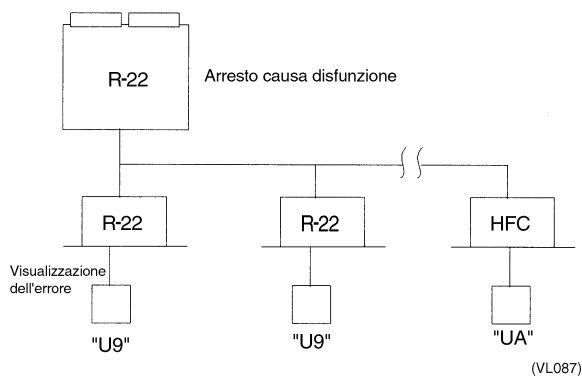 R-22
Arresto causa disfunzione
R-22
R-22
HFC
Visualizzazione
dell'errore
"U9"
"U9"
"UA"
(VL087)